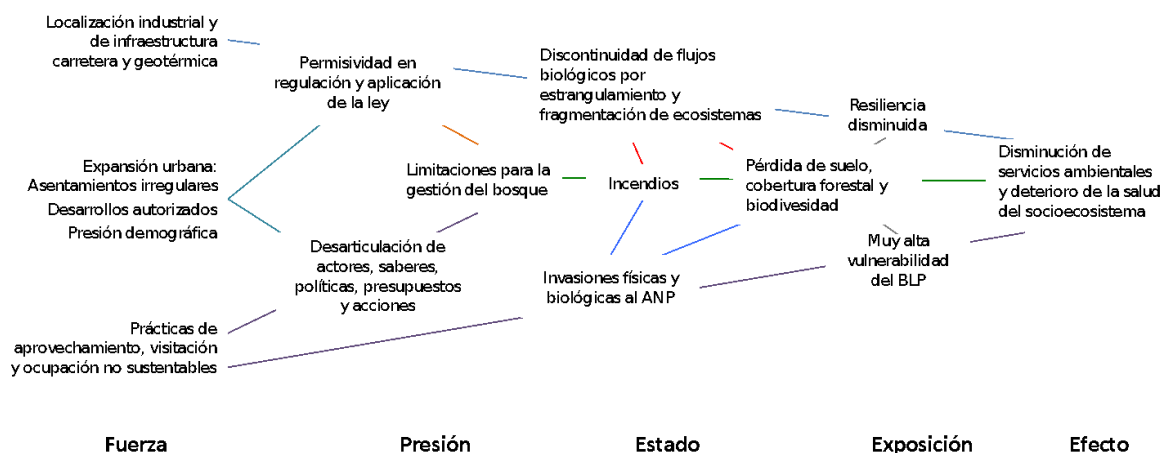 Localización industrial y
de infraestructura
carretera y geotérmica
Expansión urbana:
Asentamientos irregulares
Desarrollos autorizados
Presión demográfica
Prácticas de
aprovechamiento, visitación
y ocupación no sustentables
Permisividad en
regulación y aplicación
de la ley
Limitaciones para la
gestión del bosque
Desarticulación de
actores, saberes,
políticas, presupuestos
y acciones
Discontinuidad de flujos
biológicos por
estrangulamiento y
fragmentación de ecosistemas
Incendios
Invasiones físicas y
biológicas al ANP
Pérdida de suelo,
cobertura forestal y
biodivesidad
Resiliencia
disminuida
Muy alta
vulnerabilidad
del BLP
Disminución de
servicios ambientales
y deterioro de la salud
del socioecosistema
Fuerza
Presión
Estado
Exposición
Efecto